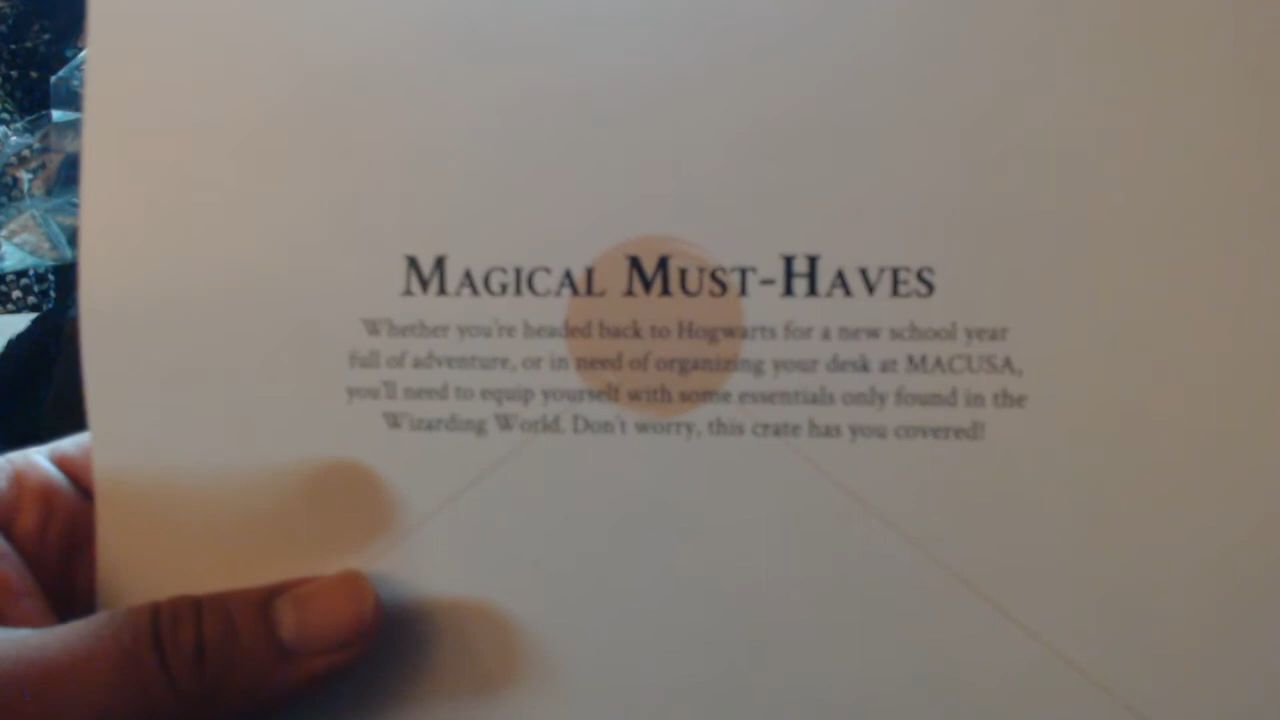 Magical Must-Haves
Whether you're headed back to Hogwarts for a new school year
full of adventure, or in need of organizing your desk at MACUSA,
you'll need to equip yourself with some essentials only found in the
Wizarding World. Don't worry, this crate has you covered!